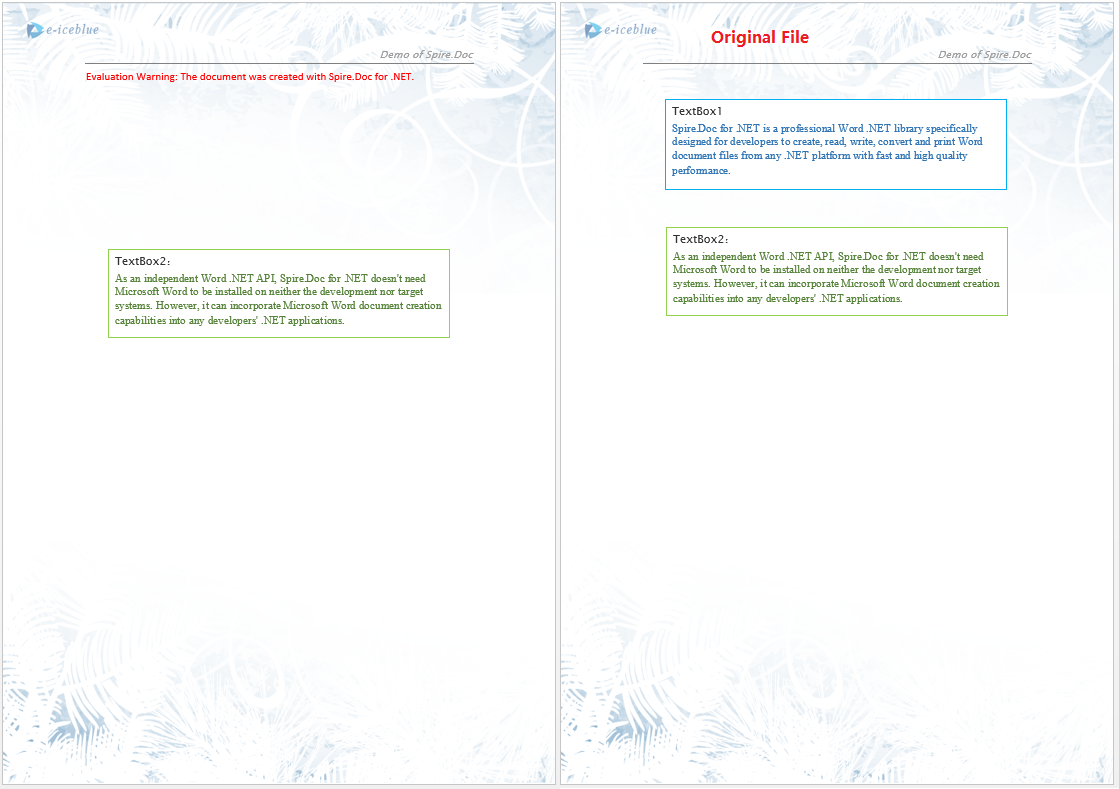 e-iceblue
Demo of Spire.Doc
Evaluation Warning: The document was created with Spire.Doc for .NET.
TextBox2:
As an independent Word .NET API, Spire.Doc for .NET doesn't need
Microsoft Word to be installed on neither the development nor target
systems. However, it can incorporate Microsoft Word document creation
capabilities into any developers' .NET applications.
e-iceblue
Original File
Demo of Spire.Doc
TextBox1
Spire.Doc for .NET is a professional Word .NET library specifically
designed for developers to create, read, write, convert and print Word
document files from any .NET platform with fast and high quality
performance.
TextBox2:
As an independent Word .NET API, Spire.Doc for .NET doesn't need
Microsoft Word to be installed on neither the development nor target
systems. However, it can incorporate Microsoft Word document creation
capabilities into any developers' .NET applications.